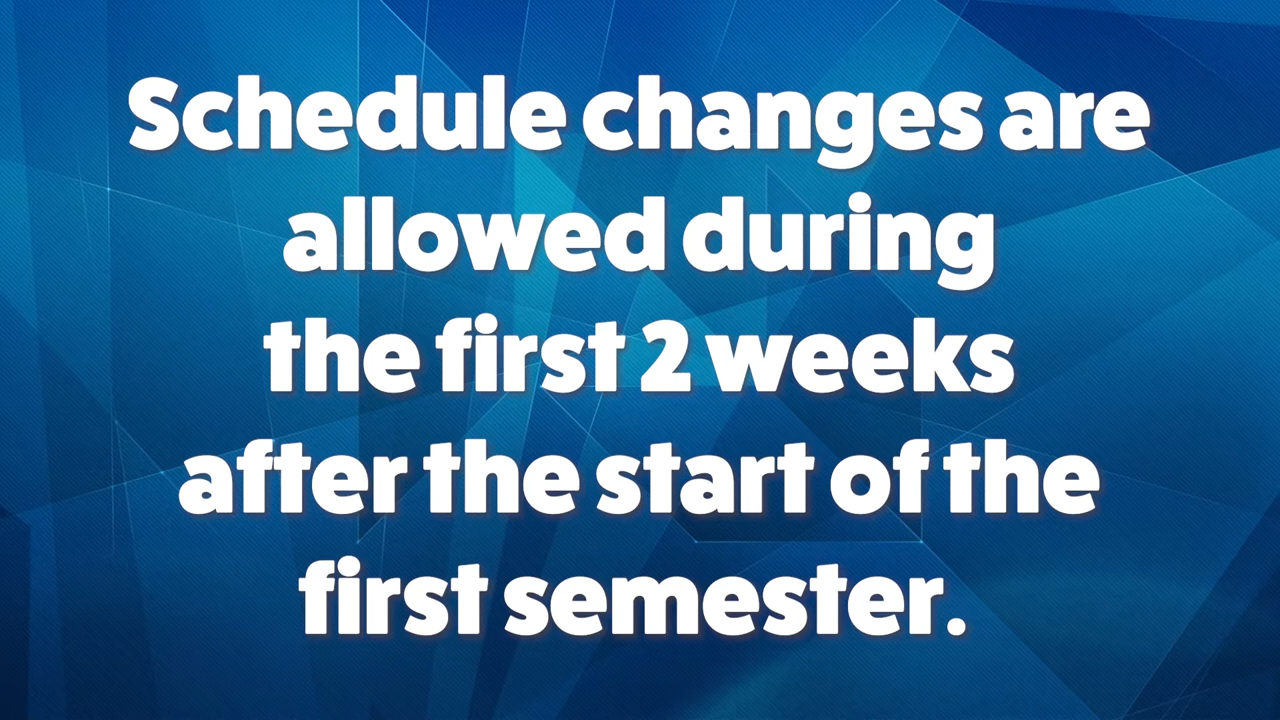 Schedule changes are
allowed during
the first 2 weeks
after the start of the
first semester.